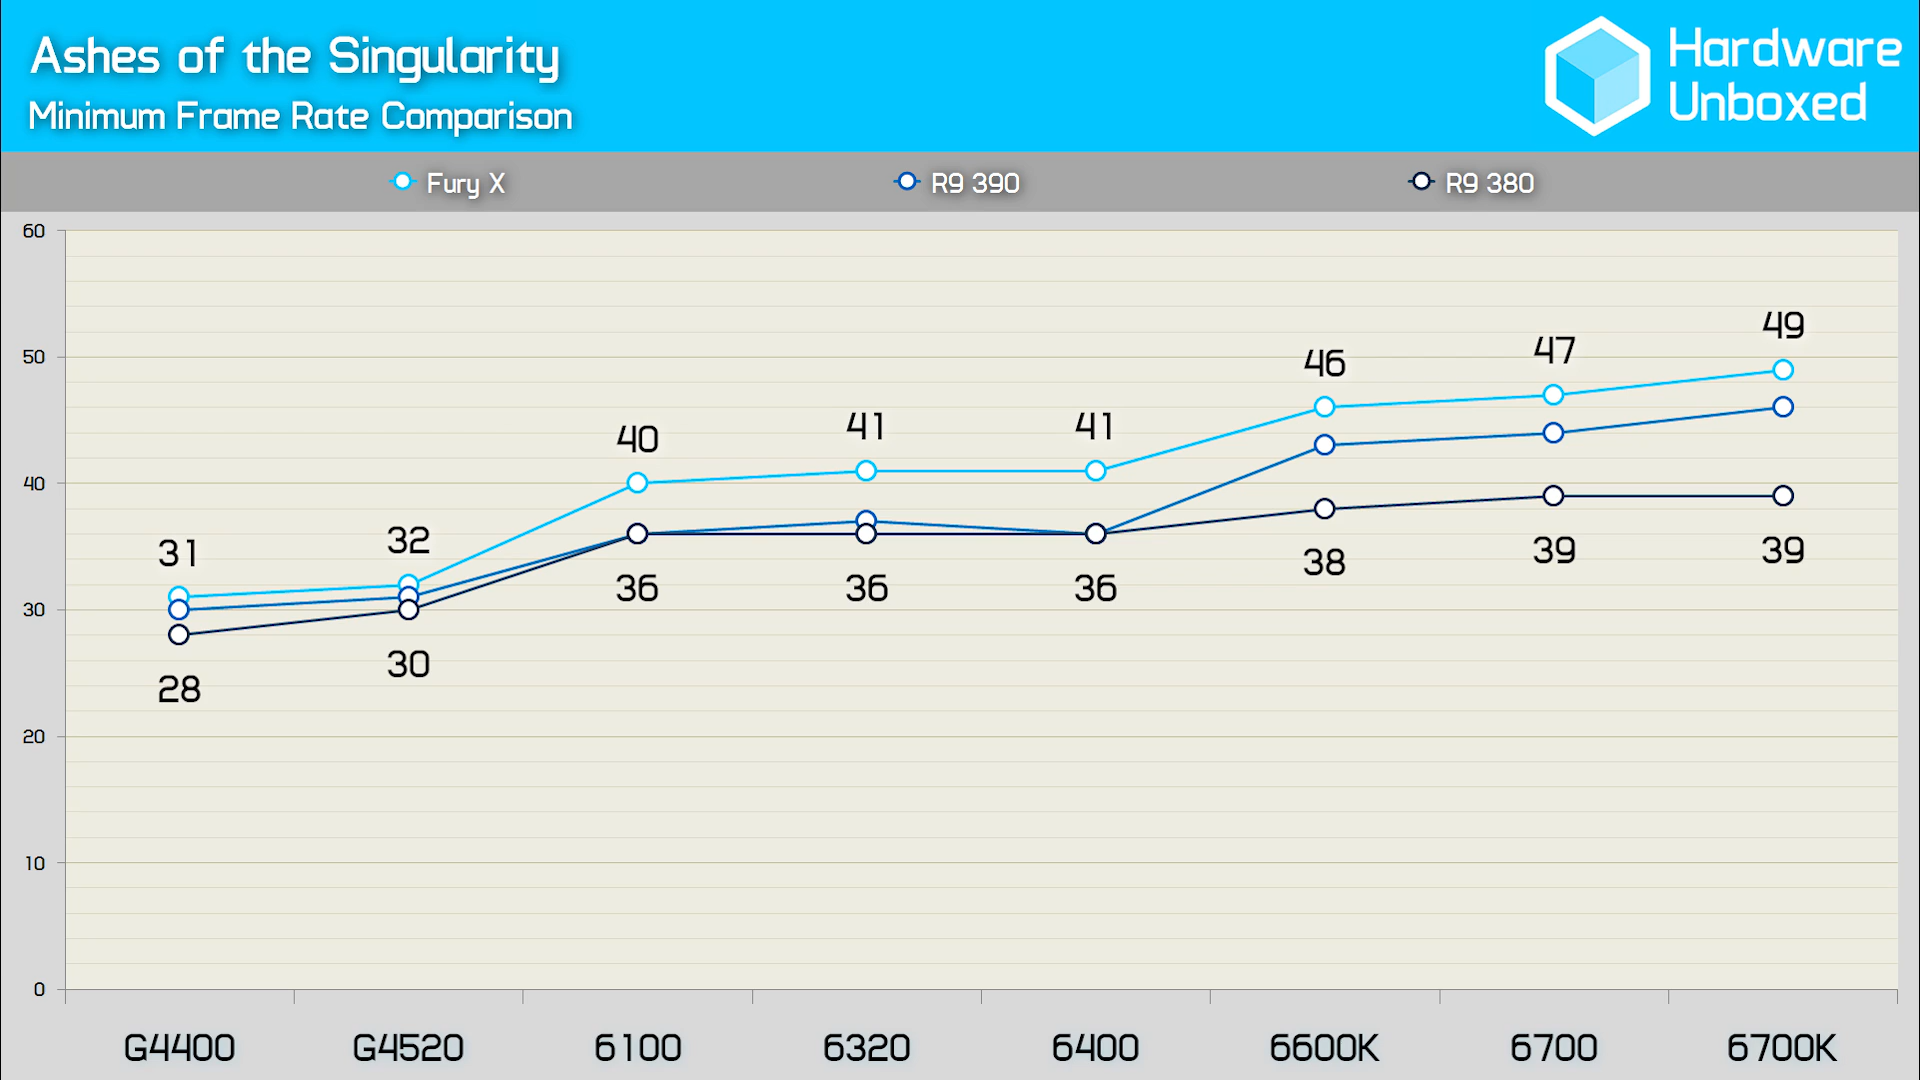 Ashes of the Singularity
Minimum Frame Rate Comparison
Hardware
Unboxed
Fury X R9 390 R9 380
60
50
40
30
20
10
0
31 32 40 41 41 46 47 49
28 30 36 36 36 38 39 39
G4400 G4520 6100 6320 6400 6600K 6700 6700K